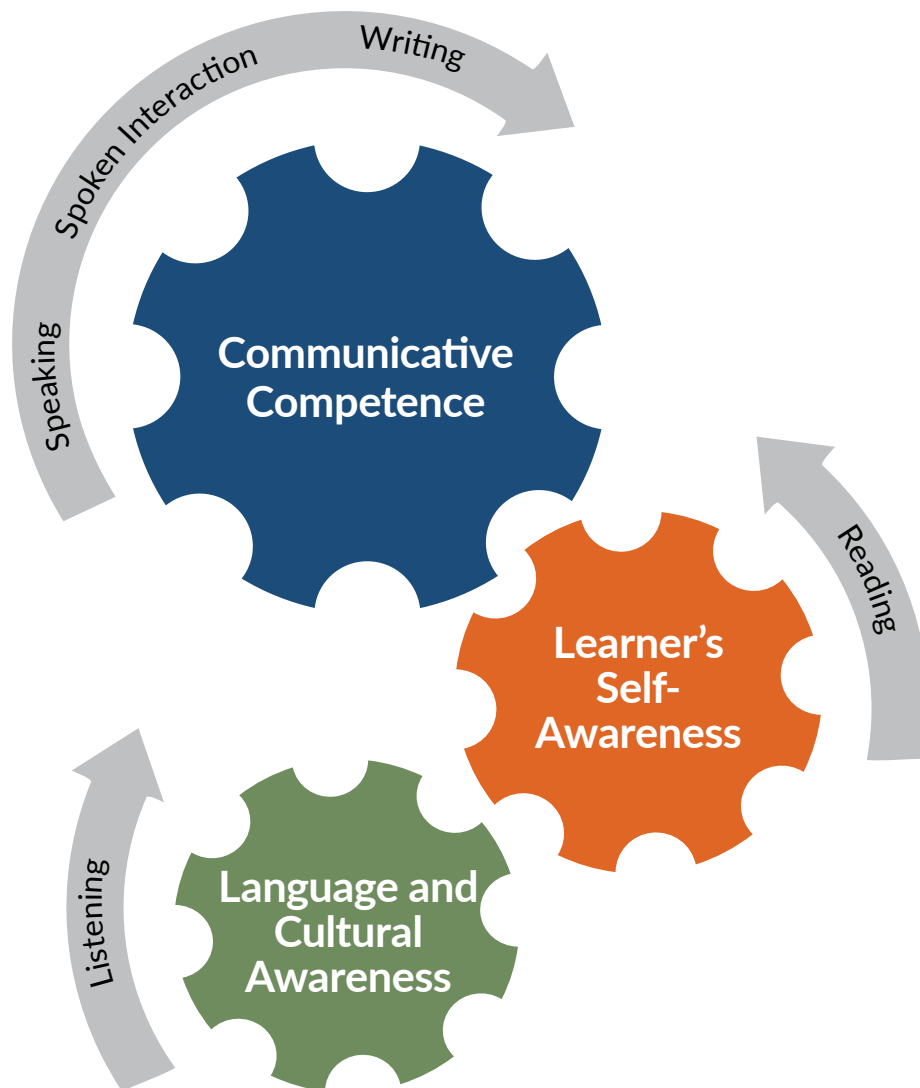 Writing
Spoken Interaction
Speaking
Communicative
Competence
Reading
Learner’s
Self-
Awareness
Listening
Language and
Cultural
Awareness